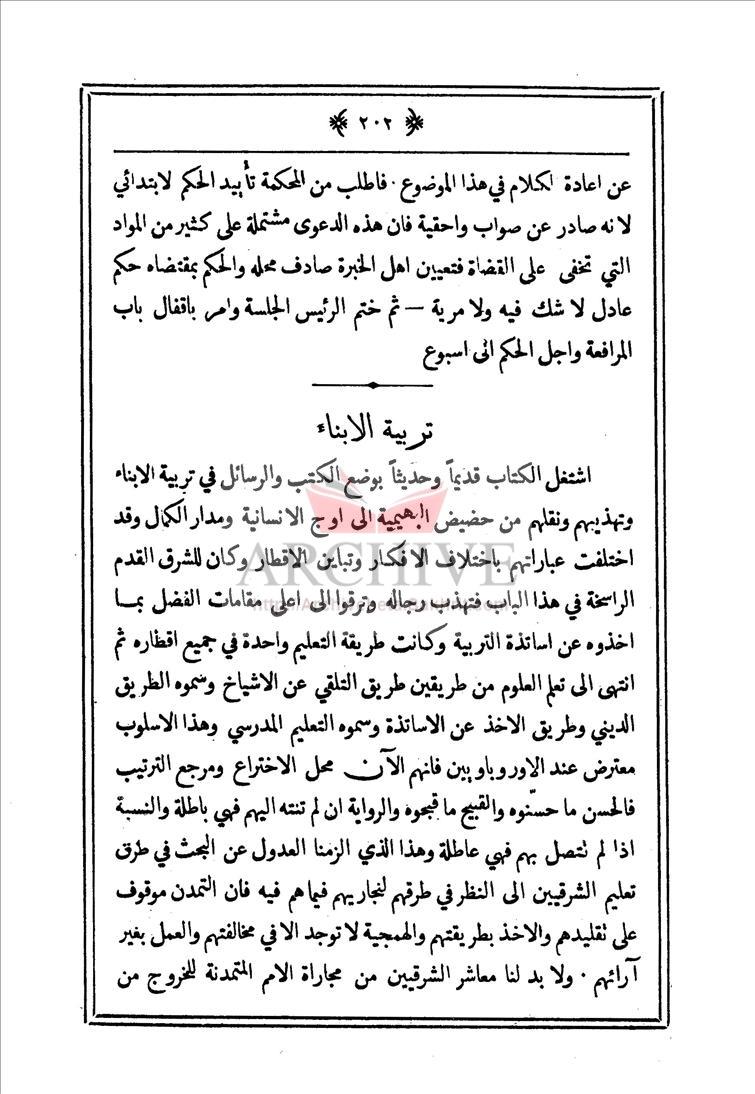 ﴿ ٢٠٢ ﴾
عن اعادة الكلام في هذا الموضوع · فاطلب من المحكمة تأييد الحكم لابتدائي
لانه صادر عن صواب واحقية فان هذه الدعوى مشتملة على كثير من المواد
التي تخفى على القضاة فتعيين اهل الخبرة صادف محله والحكم بمقتضاه حكم
عادل لا شك فيه ولا مرية — ثم ختم الرئيس الجلسة وامر باقفال باب
المرافعة واجل الحكم الى اسبوع
تربية الابناء
اشتغل الكتاب قديماً وحديثاً بوضع الكتب والرسائل في تربية الابناء
وتهذيبهم ونقلهم من حضيض البهيمية الى اوج الانسانية ومدار الكمال وقد
ARCHIVE
اختلفت عباراتهم باختلاف الافكار وتباين الاقطار وكان للشرق القدم
الراسخة في هذا الباب فتهذب رجاله وترقوا الى اعلى مقامات الفضل بمـا
اخذوه عن اساتذة التربية وكانت طريقة التعليم واحدة في جميع اقطاره ثم
انتهى الى تعلم العلوم من طريقين طريق التلقي عن الاشياخ وسموه الطريق
الديني وطريق الاخذ عن الاساتذة وسموه التعليم المدرسي وهذا الاسلوب
معترض عند الاوروباويين فانهم الآن محل الاختراع ومرجع الترتيب
فالحسن ما حسّنوه والقبيح ما قبحوه والرواية ان لم تنته اليهم فهي باطلة والنسبة
اذا لم تتصل بهم فهي عاطلة وهذا الذي الزمنا العدول عن البحث في طرق
تعليم الشرقيين الى النظر في طرقهم لنجاريهم فيما هم فيه فان التمدن موقوف
على تقليدهم والاخذ بطريقتهم والهمجية لا توجد الا في مخالفتهم والعمل بغير
آرائهم · ولا بد لنا معاشر الشرقيين من مجاراة الامم المتمدنة للخروج من